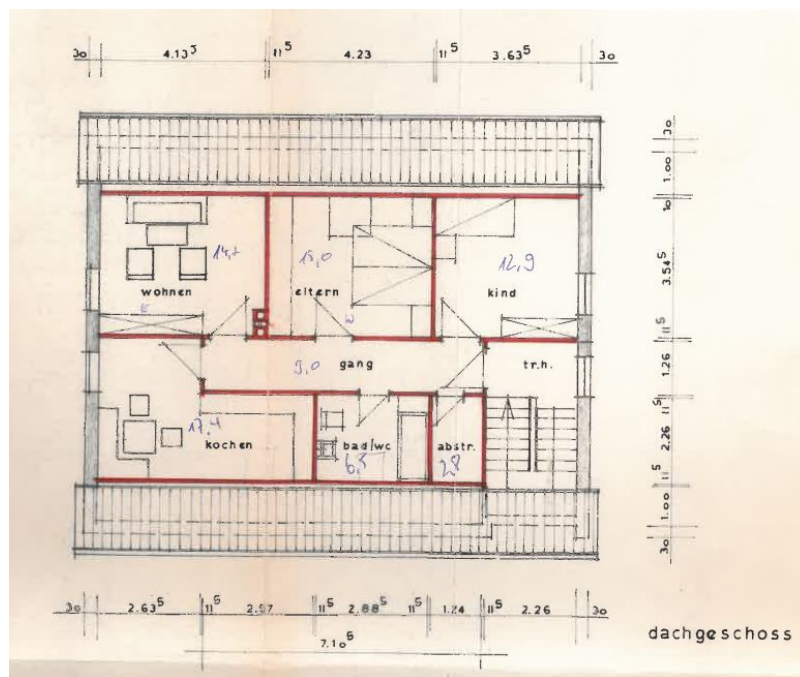 30 4.13⁵ 11⁵ 4.23 11⁵ 3.63⁵ 30
30
1.00
10
14,2 15,0 12,9
3.54⁵
wohnen eltern kind
E W
11⁵
9,0 gang tr.h.
1.26
11⁵
17,4
kochen bad/wc abstr.
6,5 2,8
2.26
11⁵
1.00
30
30 2.63⁵ 11⁵ 2.97 11⁵ 2.88⁵ 11⁵ 1.24 11⁵ 2.26 30
7.10⁵
dachgeschoss